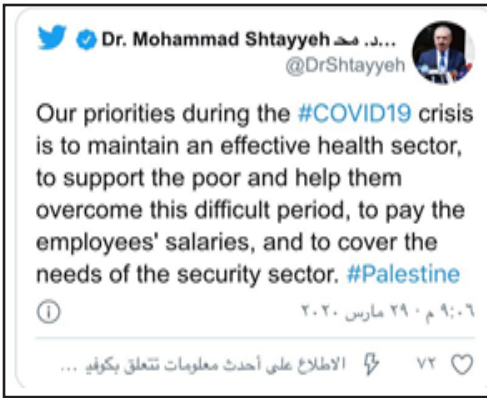 Dr. Mohammad Shtayyeh د. محـ...
@DrShtayyeh
Our priorities during the #COVID19 crisis
is to maintain an effective health sector,
to support the poor and help them
overcome this difficult period, to pay the
employees' salaries, and to cover the
needs of the security sector. #Palestine
٩:٠٦ م · ٢٩ مارس ٢٠٢٠
٧٢ الاطلاع على أحدث معلومات تتعلق بكوفيد ...